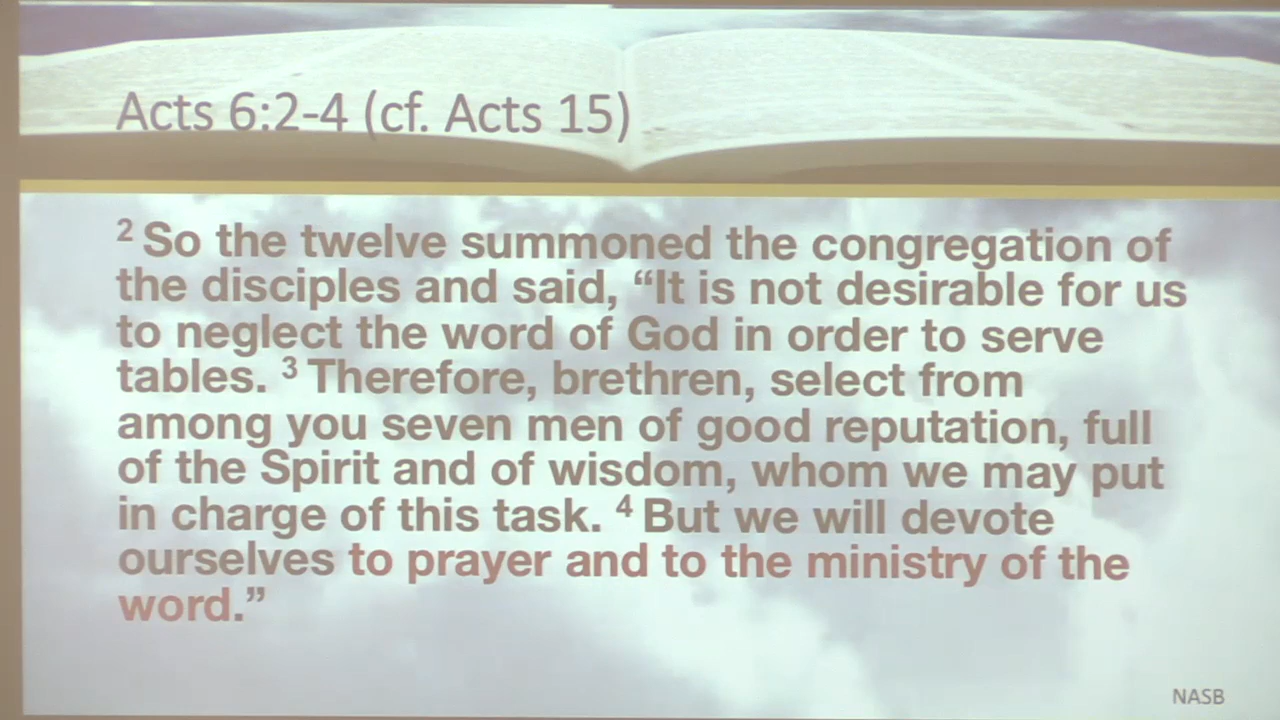 Acts 6:2-4 (cf. Acts 15)
2 So the twelve summoned the congregation of
the disciples and said, “It is not desirable for us
to neglect the word of God in order to serve
tables. 3 Therefore, brethren, select from
among you seven men of good reputation, full
of the Spirit and of wisdom, whom we may put
in charge of this task. 4 But we will devote
ourselves to prayer and to the ministry of the
word.”
NASB